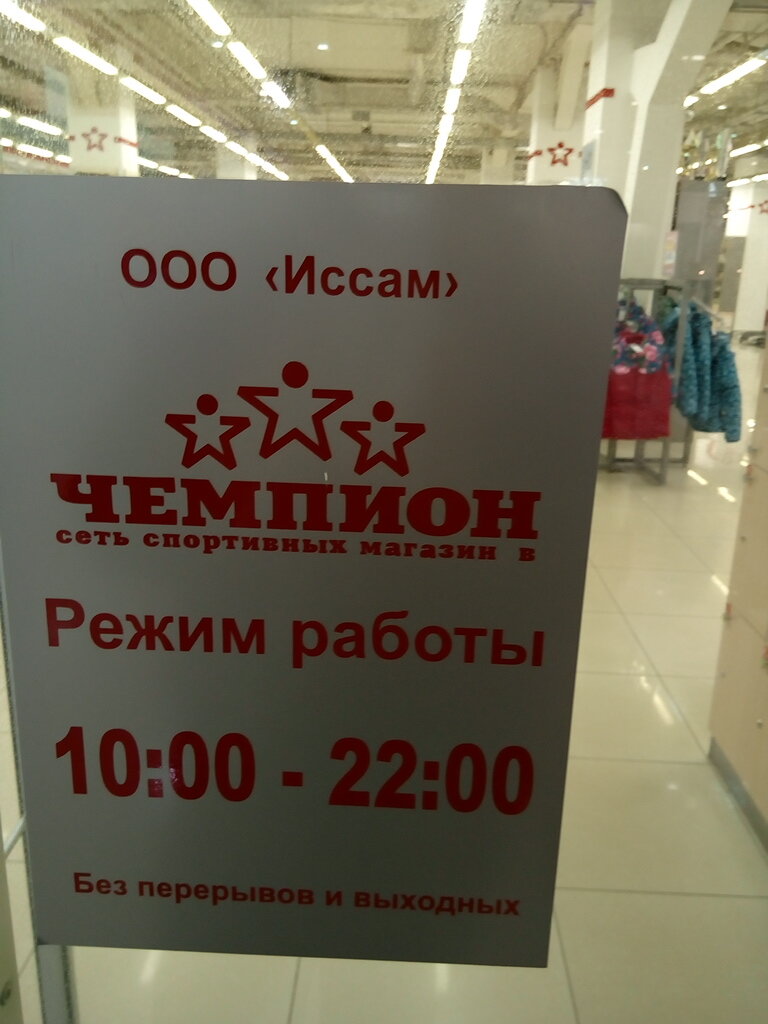 ООО ‹Иссам›
ЧЕМПИОН
сеть спортивных магазин в
Режим работы
10:00 - 22:00
Без перерывов и выходных